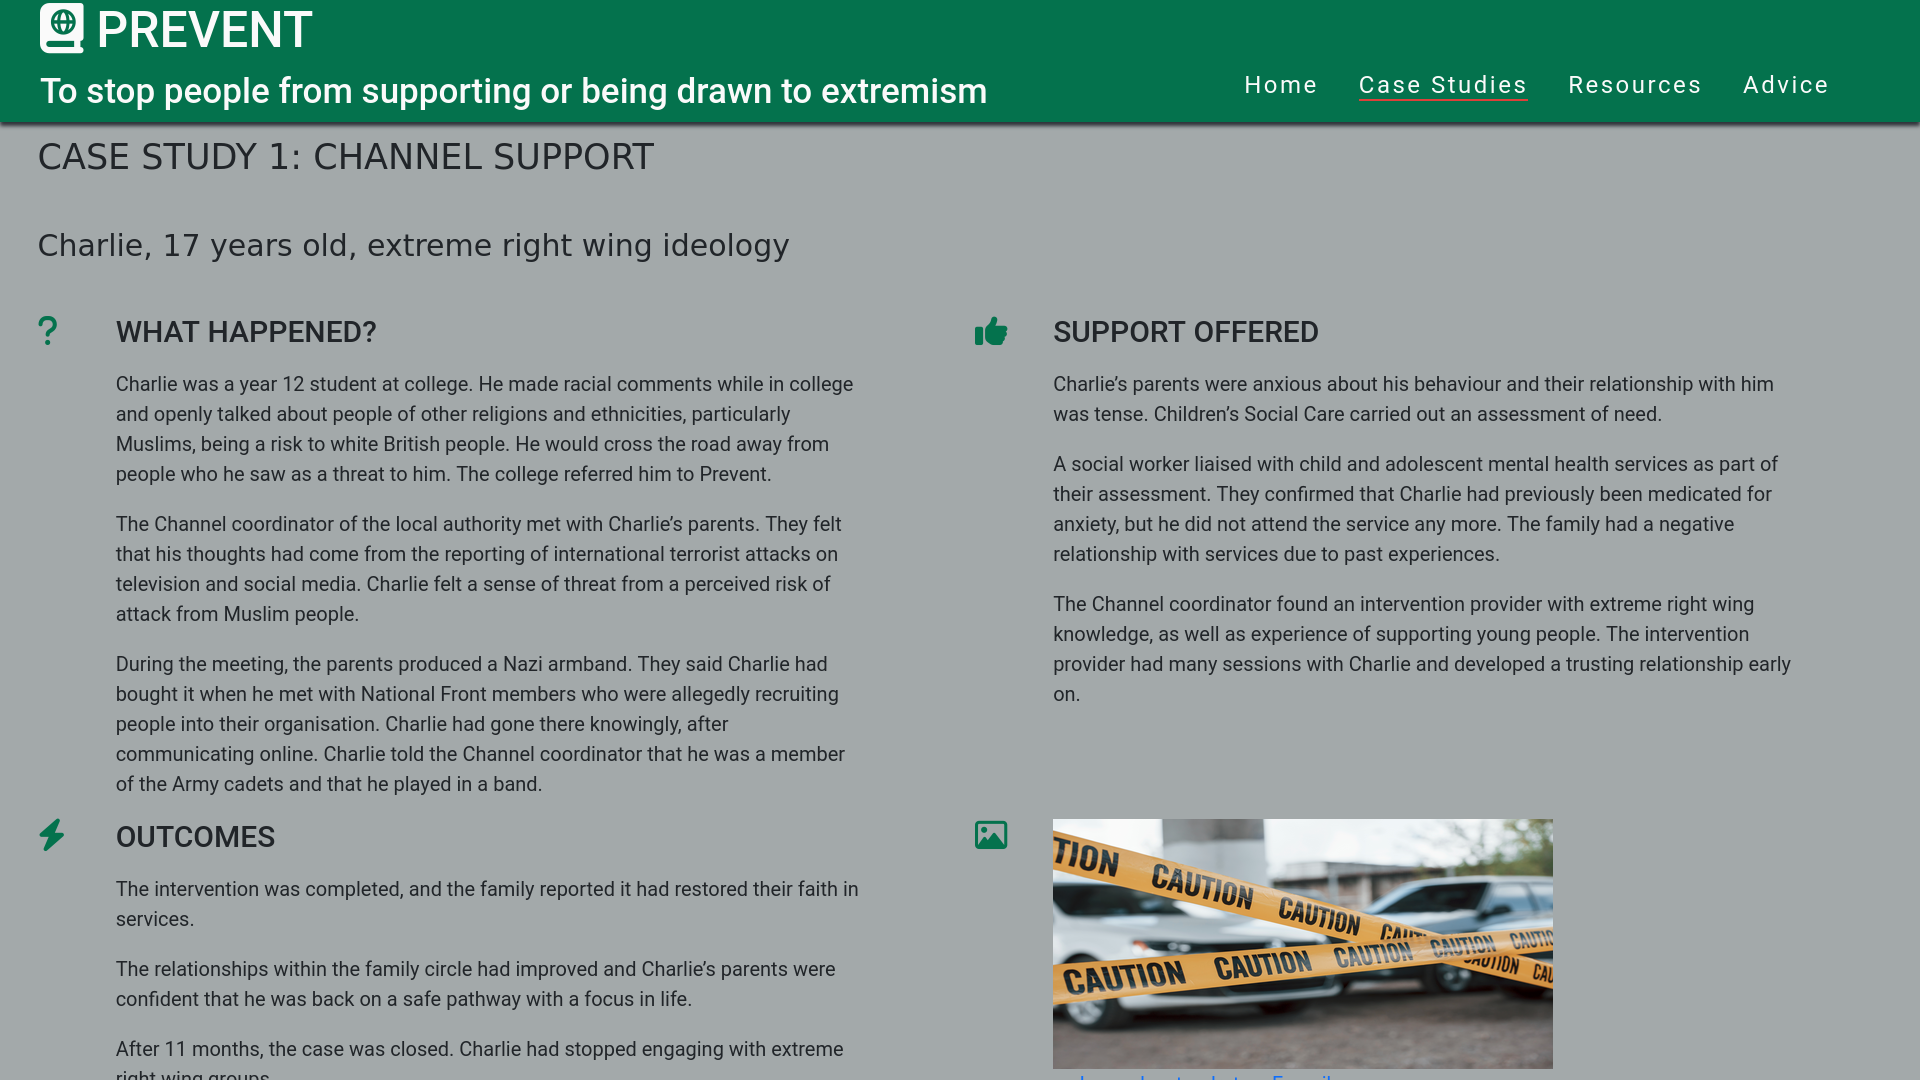 PREVENT
To stop people from supporting or being drawn to extremism
Home Case Studies Resources Advice
CASE STUDY 1: CHANNEL SUPPORT
Charlie, 17 years old, extreme right wing ideology
WHAT HAPPENED?
Charlie was a year 12 student at college. He made racial comments while in college
and openly talked about people of other religions and ethnicities, particularly
Muslims, being a risk to white British people. He would cross the road away from
people who he saw as a threat to him. The college referred him to Prevent.
The Channel coordinator of the local authority met with Charlie’s parents. They felt
that his thoughts had come from the reporting of international terrorist attacks on
television and social media. Charlie felt a sense of threat from a perceived risk of
attack from Muslim people.
During the meeting, the parents produced a Nazi armband. They said Charlie had
bought it when he met with National Front members who were allegedly recruiting
people into their organisation. Charlie had gone there knowingly, after
communicating online. Charlie told the Channel coordinator that he was a member
of the Army cadets and that he played in a band.
SUPPORT OFFERED
Charlie’s parents were anxious about his behaviour and their relationship with him
was tense. Children’s Social Care carried out an assessment of need.
A social worker liaised with child and adolescent mental health services as part of
their assessment. They confirmed that Charlie had previously been medicated for
anxiety, but he did not attend the service any more. The family had a negative
relationship with services due to past experiences.
The Channel coordinator found an intervention provider with extreme right wing
knowledge, as well as experience of supporting young people. The intervention
provider had many sessions with Charlie and developed a trusting relationship early
on.
OUTCOMES
The intervention was completed, and the family reported it had restored their faith in
services.
The relationships within the family circle had improved and Charlie’s parents were
confident that he was back on a safe pathway with a focus in life.
After 11 months, the case was closed. Charlie had stopped engaging with extreme
right wing groups.
TION CAUTION CAUTION CAUT AUTION CAU
CAUTION CAUTION CAUTION CAUTION CAUTIO